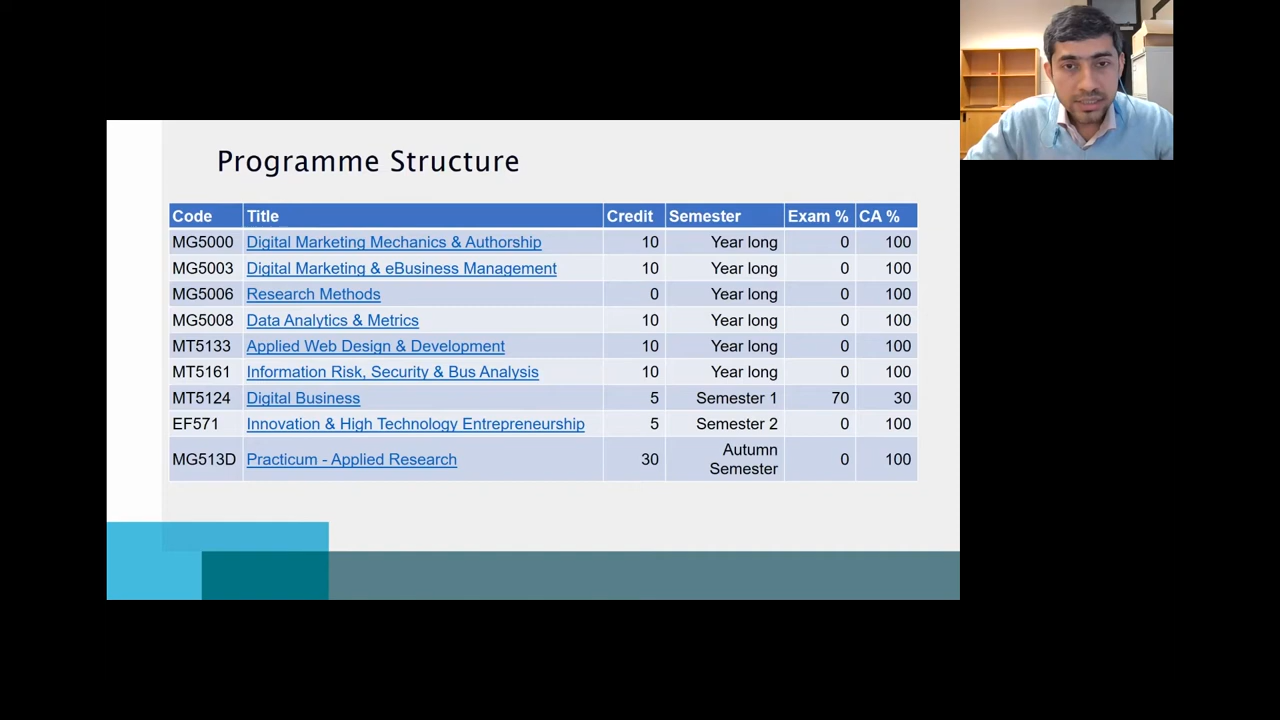 Programme Structure
Code Title Credit Semester Exam % CA %
MG5000 Digital Marketing Mechanics & Authorship 10 Year long 0 100
MG5003 Digital Marketing & eBusiness Management 10 Year long 0 100
MG5006 Research Methods 0 Year long 0 100
MG5008 Data Analytics & Metrics 10 Year long 0 100
MT5133 Applied Web Design & Development 10 Year long 0 100
MT5161 Information Risk, Security & Bus Analysis 10 Year long 0 100
MT5124 Digital Business 5 Semester 1 70 30
EF571 Innovation & High Technology Entrepreneurship 5 Semester 2 0 100
MG513D Practicum - Applied Research 30 Autumn Semester 0 100